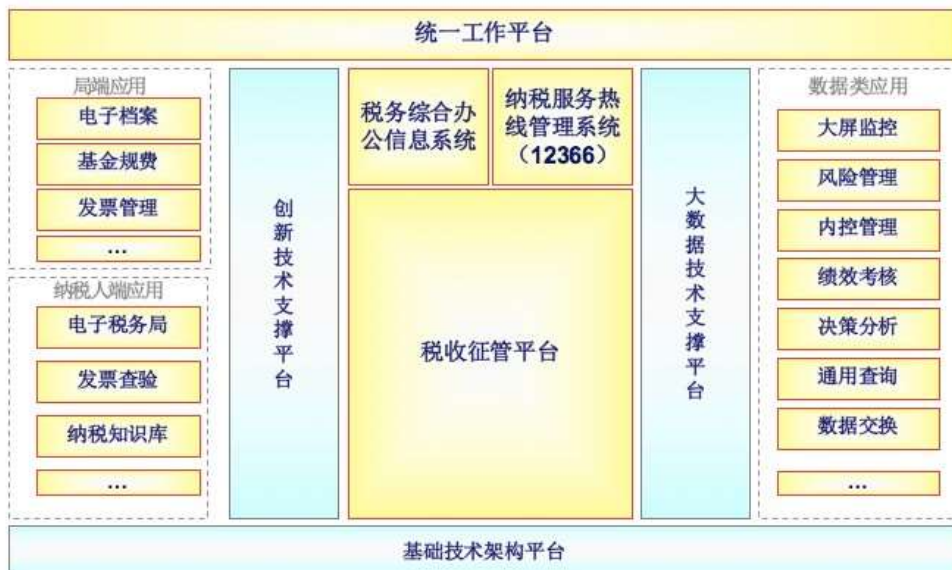 统一工作平台
局端应用
电子档案
基金规费
发票管理
...
纳税人端应用
电子税务局
发票查验
纳税知识库
...
创新技术支撑平台
税务综合办
公信息系统
纳税服务热
线管理系统
（12366）
税收征管平台
大数据技术支撑平台
数据类应用
大屏监控
风险管理
内控管理
绩效考核
决策分析
通用查询
数据交换
...
基础技术架构平台